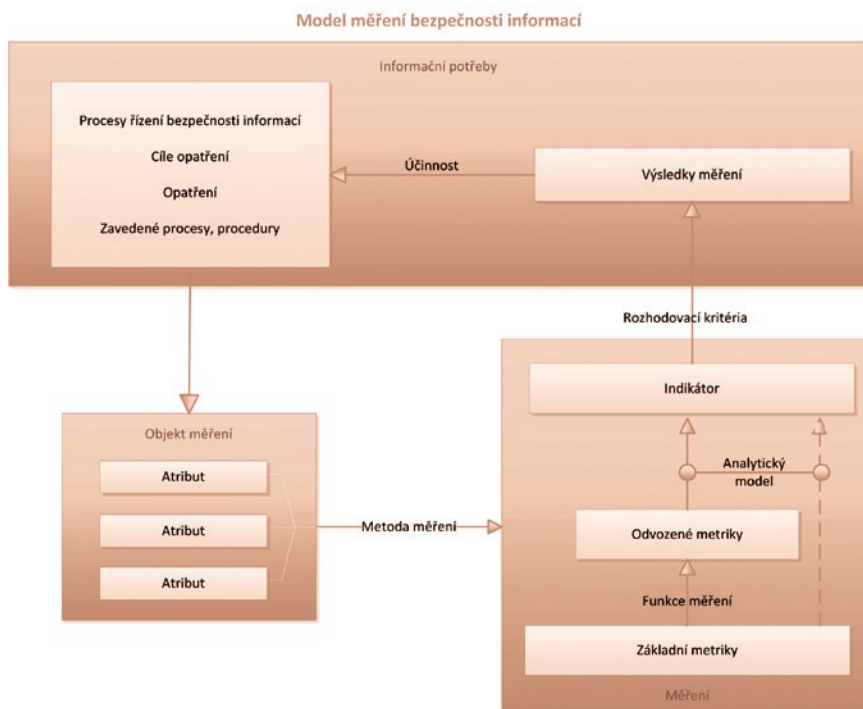 Model měření bezpečnosti informací
Informační potřeby
Procesy řízení bezpečnosti informací
Cíle opatření
Opatření
Zavedené procesy, procedury
Účinnost
Výsledky měření
Rozhodovací kritéria
Indikátor
Analytický
model
Objekt měření
Atribut
Atribut
Atribut
Metoda měření
Odvozené metriky
Funkce měření
Základní metriky
Měření